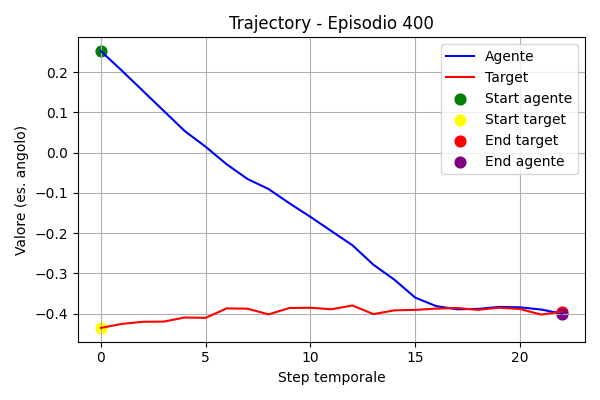 Trajectory - Episodio 400
Agente
Target
Start agente
Start target
End target
End agente
Valore (es. angolo)
0.2
0.1
0.0
−0.1
−0.2
−0.3
−0.4
0
5
10
15
20
Step temporale